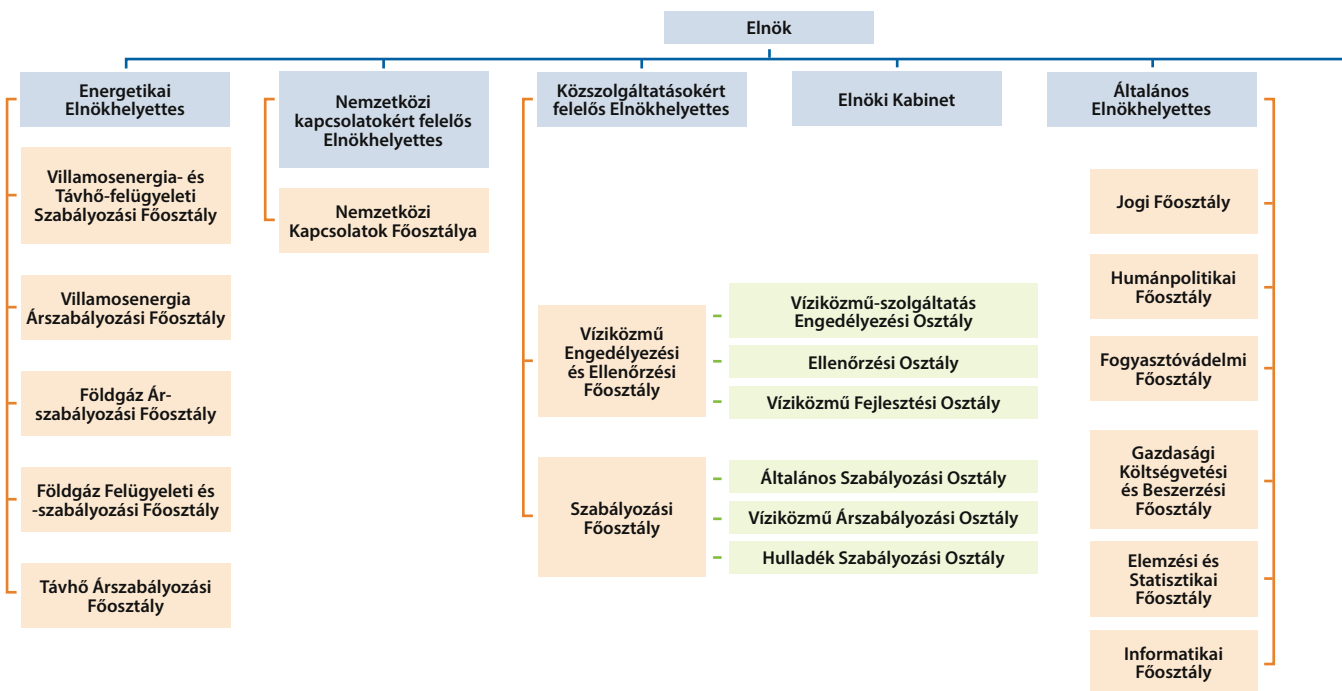 Elnök
Energetikai
Elnökhelyettes
Villamosenergia- és
Távhő-felügyeleti
Szabályozási Főosztály
Villamosenergia
Árszabályozási Főosztály
Földgáz Ár-
szabályozási Főosztály
Földgáz Felügyeleti és
-szabályozási Főosztály
Távhő Árszabályozási
Főosztály
Nemzetközi
kapcsolatokért felelős
Elnökhelyettes
Nemzetközi
Kapcsolatok Főosztálya
Közszolgáltatásokért
felelős Elnökhelyettes
Víziközmű
Engedélyezési
és Ellenőrzési
Főosztály
Víziközmű-szolgáltatás
Engedélyezési Osztály
Ellenőrzési Osztály
Víziközmű Fejlesztési Osztály
Szabályozási
Főosztály
Általános Szabályozási Osztály
Víziközmű Árszabályozási Osztály
Hulladék Szabályozási Osztály
Elnöki Kabinet
Általános
Elnökhelyettes
Jogi Főosztály
Humánpolitikai
Főosztály
Fogyasztóvádelmi
Főosztály
Gazdasági
Költségvetési
és Beszerzési
Főosztály
Elemzési és
Statisztikai
Főosztály
Informatikai
Főosztály